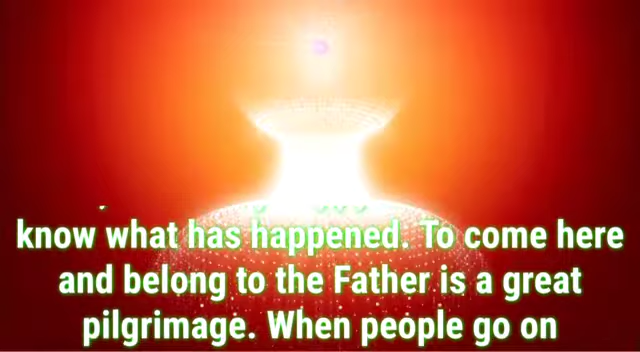 know what has happened. To come here
and belong to the Father is a great
pilgrimage. When people go on